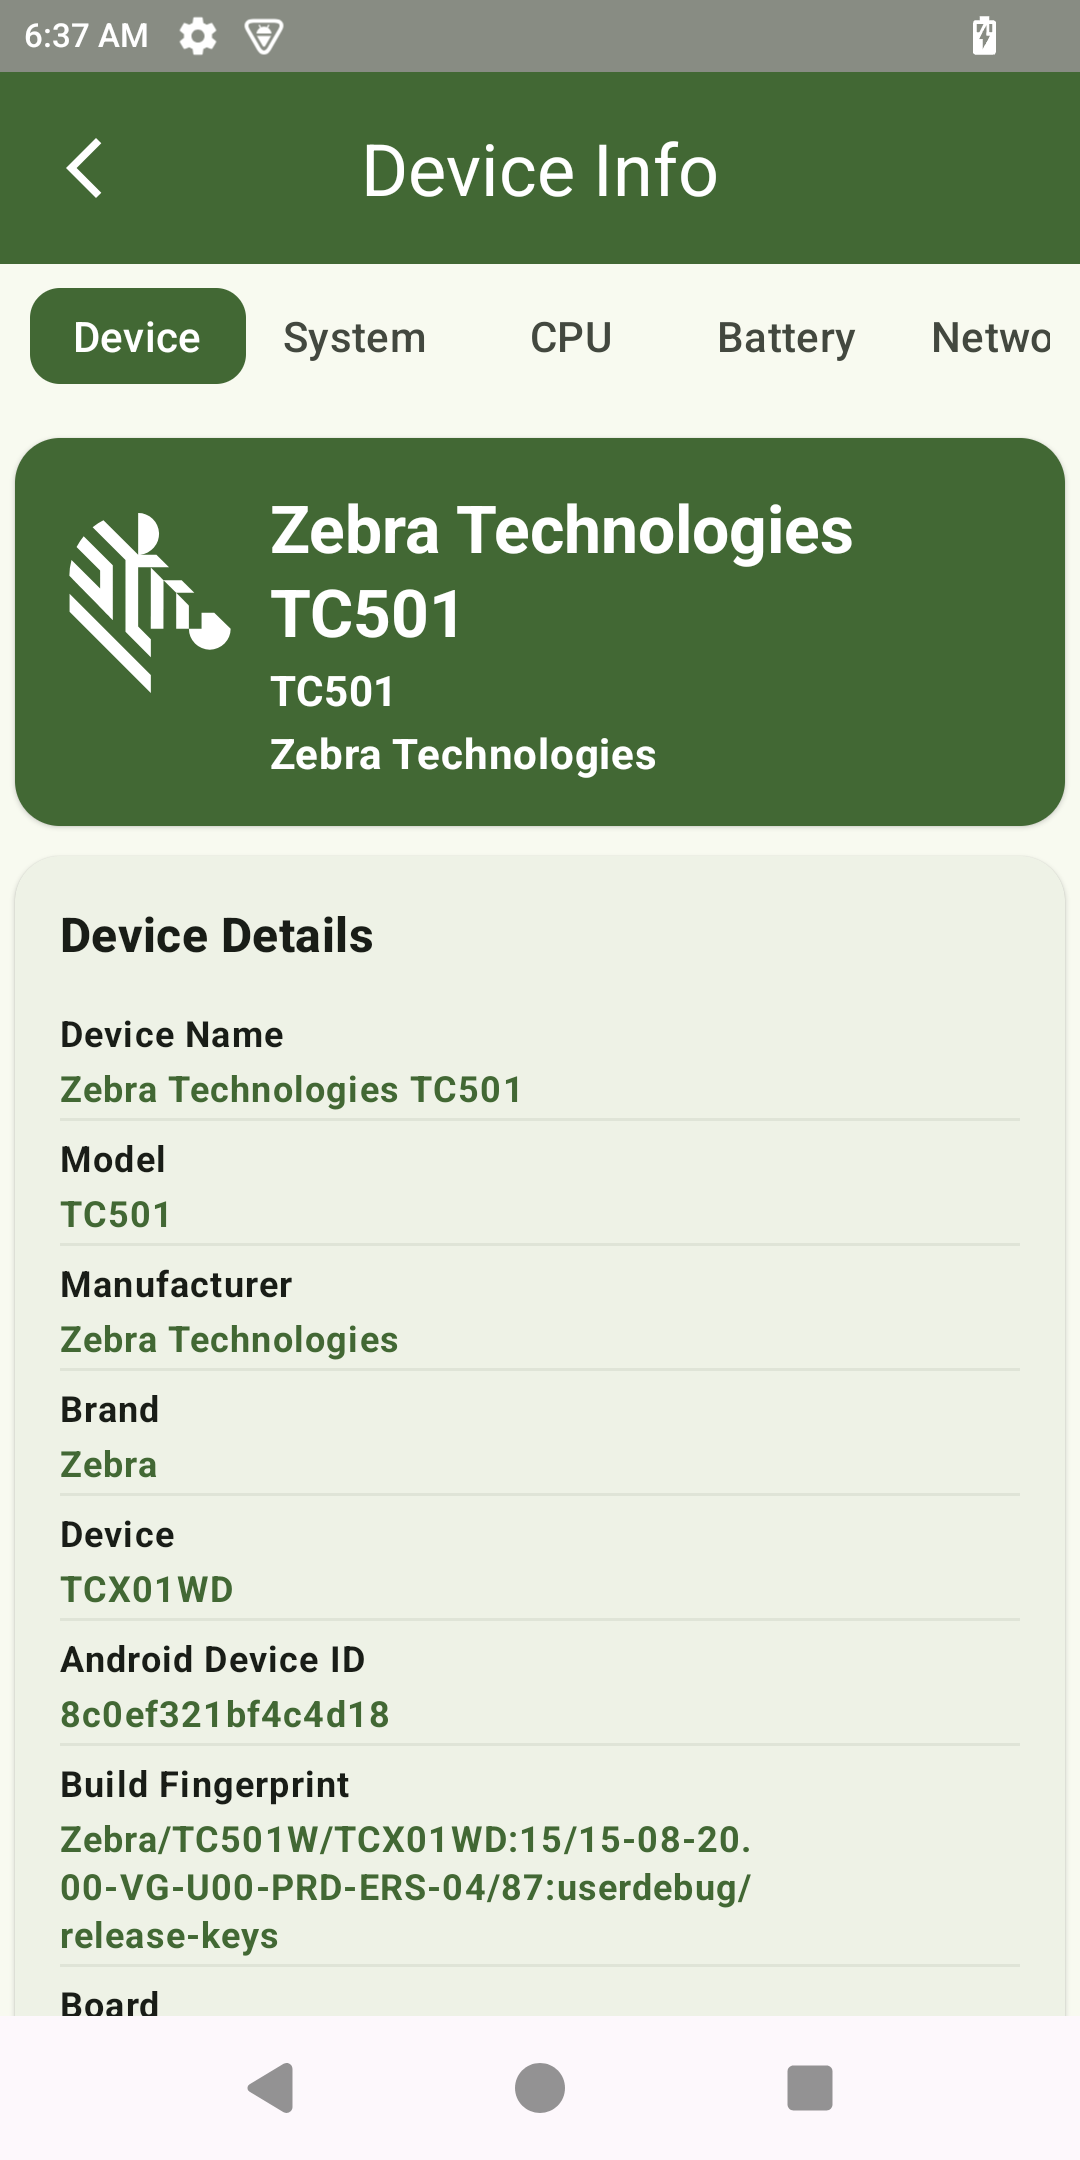 6:37 AM
Device Info
Device System CPU Battery Netwo
Zebra Technologies
TC501
TC501
Zebra Technologies
Device Details
Device Name
Zebra Technologies TC501
Model
TC501
Manufacturer
Zebra Technologies
Brand
Zebra
Device
TCX01WD
Android Device ID
8c0ef321bf4c4d18
Build Fingerprint
Zebra/TC501W/TCX01WD:15/15-08-20.
00-VG-U00-PRD-ERS-04/87:userdebug/
release-keys
Board